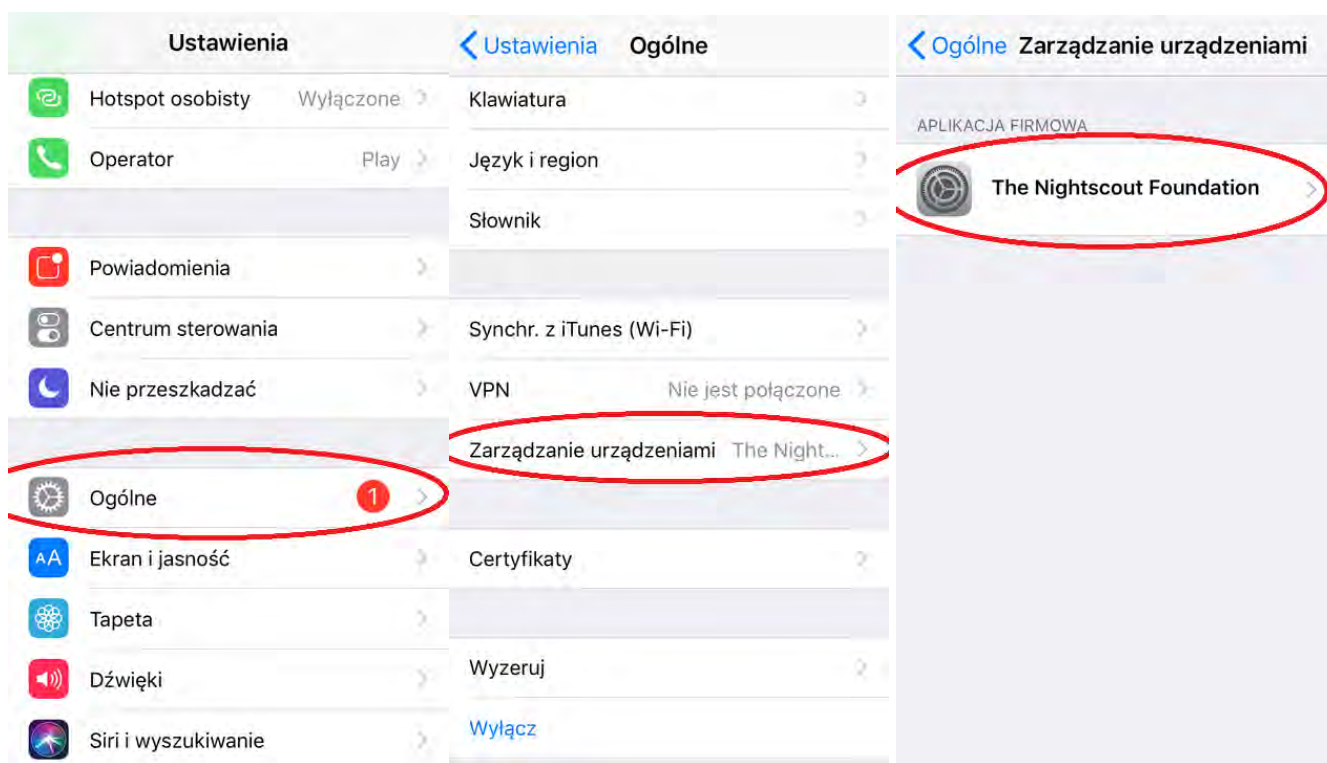 Ustawienia
Hotspot osobisty Wyłączone
Operator Play
Powiadomienia
Centrum sterowania
Nie przeszkadzać
Ogólne 1
AA Ekran i jasność
Tapeta
Dźwięki
Siri i wyszukiwanie
Ustawienia Ogólne
Klawiatura
Język i region
Słownik
Synchr. z iTunes (Wi-Fi)
VPN Nie jest połączone
Zarządzanie urządzeniami The Night...
Certyfikaty
Wyzeruj
Wyłącz
Ogólne Zarządzanie urządzeniami
APLIKACJA FIRMOWA
The Nightscout Foundation